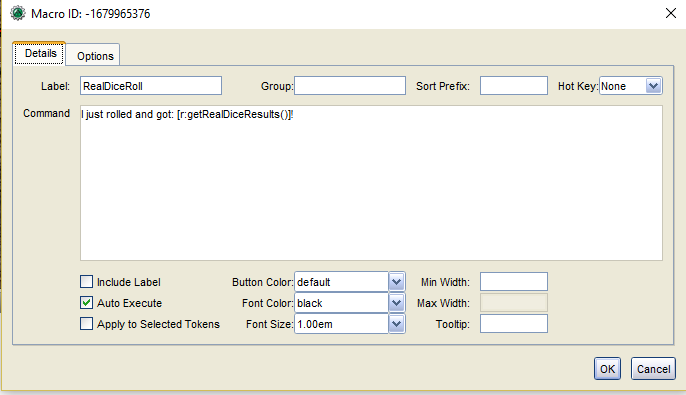 Macro ID: -1679965376
Details
Options
Label: RealDiceRoll Group: Sort Prefix: Hot Key: None
Command I just rolled and got: [r:getRealDiceResults()]!
Include Label Button Color: default Min Width:
Auto Execute Font Color: black Max Width:
Apply to Selected Tokens Font Size: 1.00em Tooltip:
OK Cancel